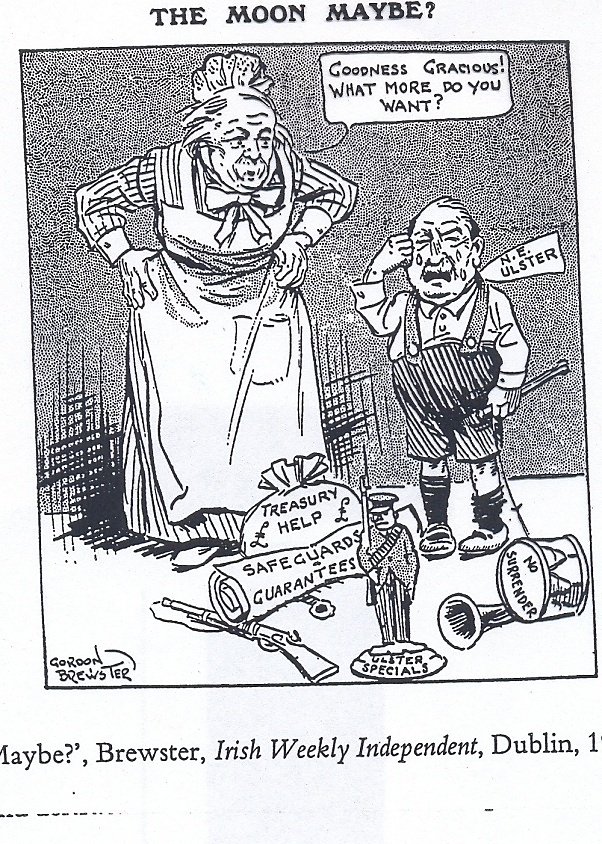 THE MOON MAYBE?
GOODNESS GRACIOUS!
WHAT MORE DO YOU
WANT?
N.E.
ULSTER
TREASURY
HELP
£ £
SAFEGUARDS
GUARANTEES
NO
SURRENDER
ULSTER
SPECIALS
GORDON
BREWSTER
Maybe?', Brewster, Irish Weekly Independent, Dublin, 19